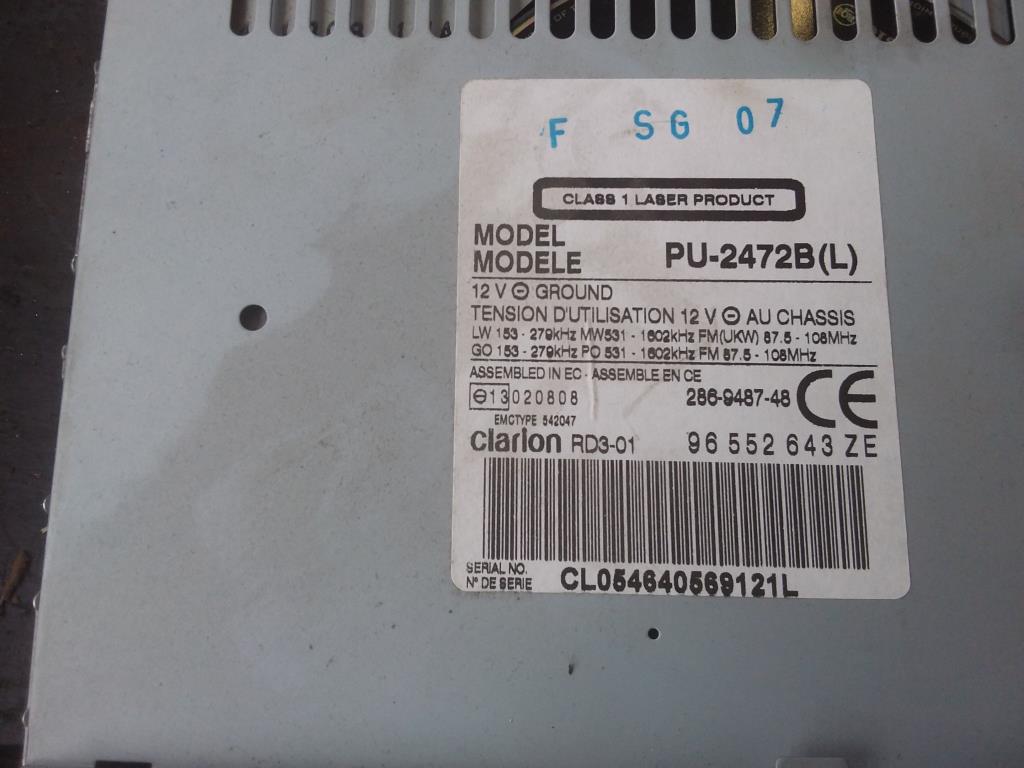 F SG 07
CLASS 1 LASER PRODUCT
MODEL
MODELE PU-2472B(L)
12 V ⊖ GROUND
TENSION D'UTILISATION 12 V ⊖ AU CHASSIS
LW 153 - 279kHz MW531 - 1602kHz FM(UKW) 87.5 - 108MHz
GO 153 - 279kHz PO 531 - 1602kHz FM 87.5 - 108MHz
ASSEMBLED IN EC - ASSEMBLE EN CE
e13 020808 286-9487-48 CE
EMCTYPE 542047
clarion RD3-01 96 552 643 ZE
SERIAL NO.
N° DE SERIE CL054640569121L